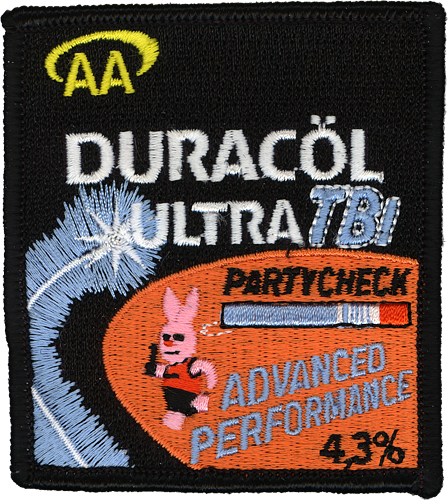 AA
DURACÖL
ULTRA TBI
PARTYCHECK
ADVANCED
PERFORMANCE
4,3%